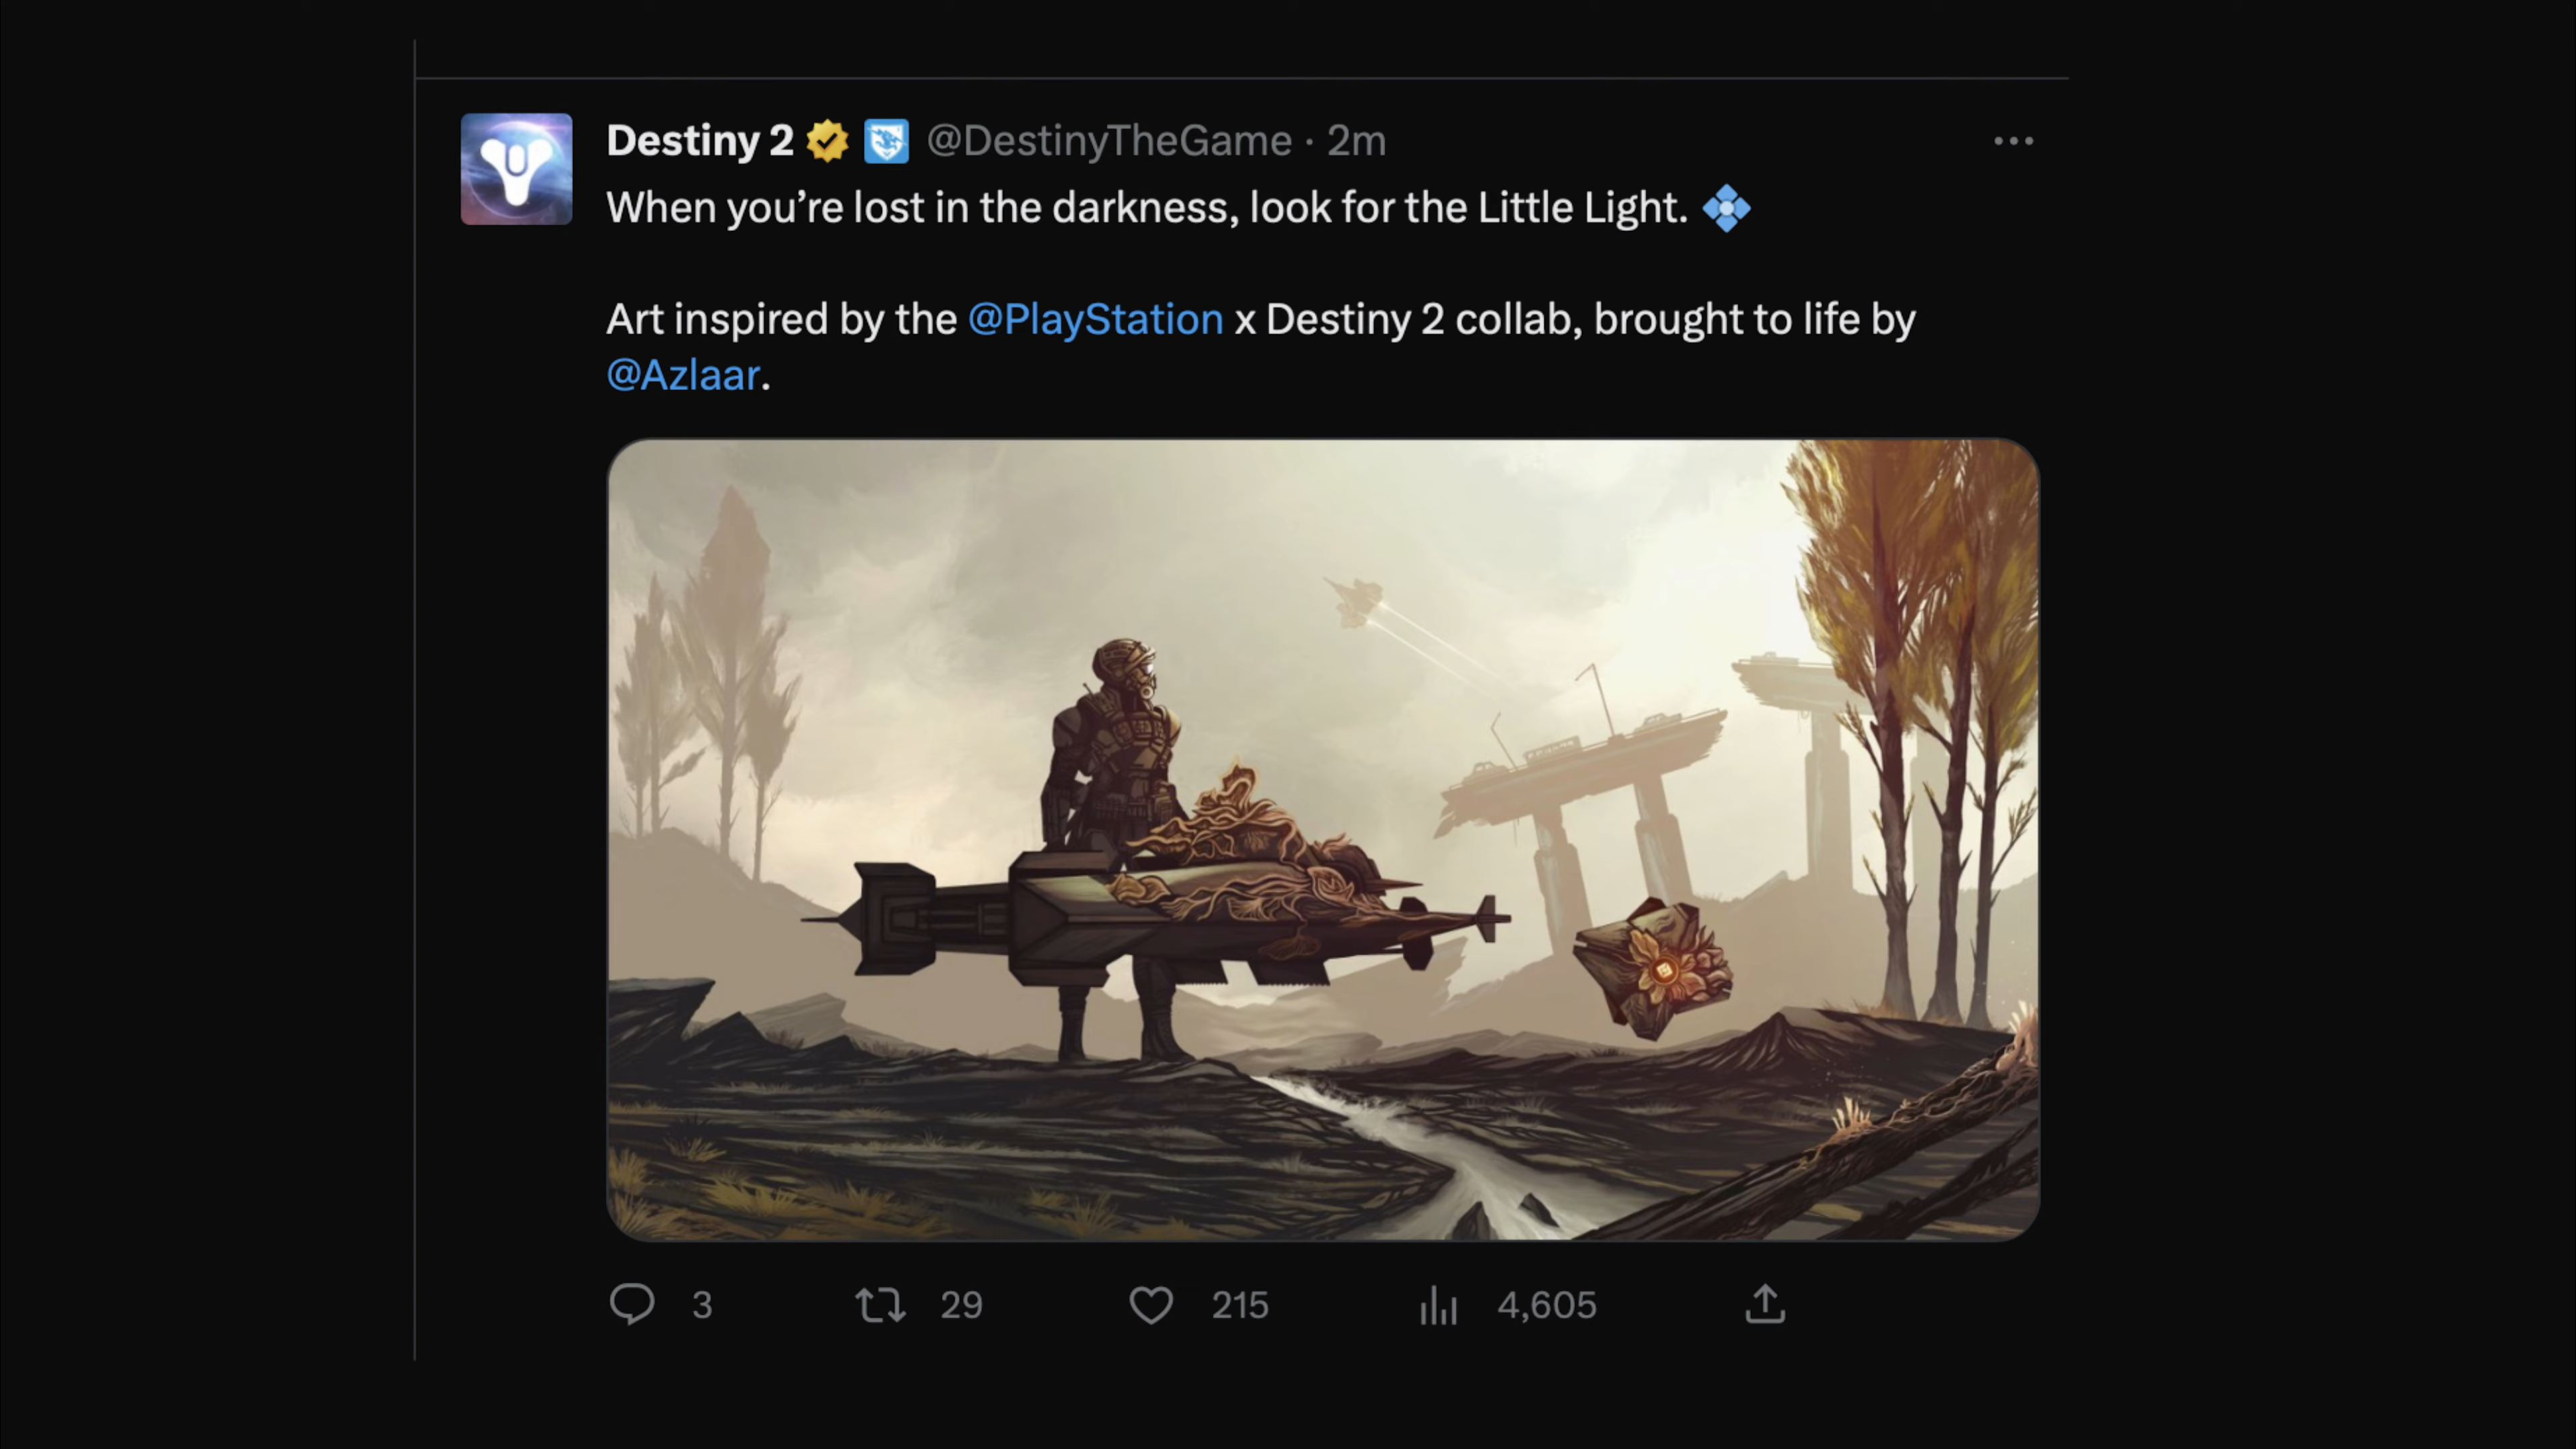 Destiny 2 @DestinyTheGame · 2m
When you’re lost in the darkness, look for the Little Light. 💠
Art inspired by the @PlayStation x Destiny 2 collab, brought to life by
@Azlaar.
3 29 215 4,605